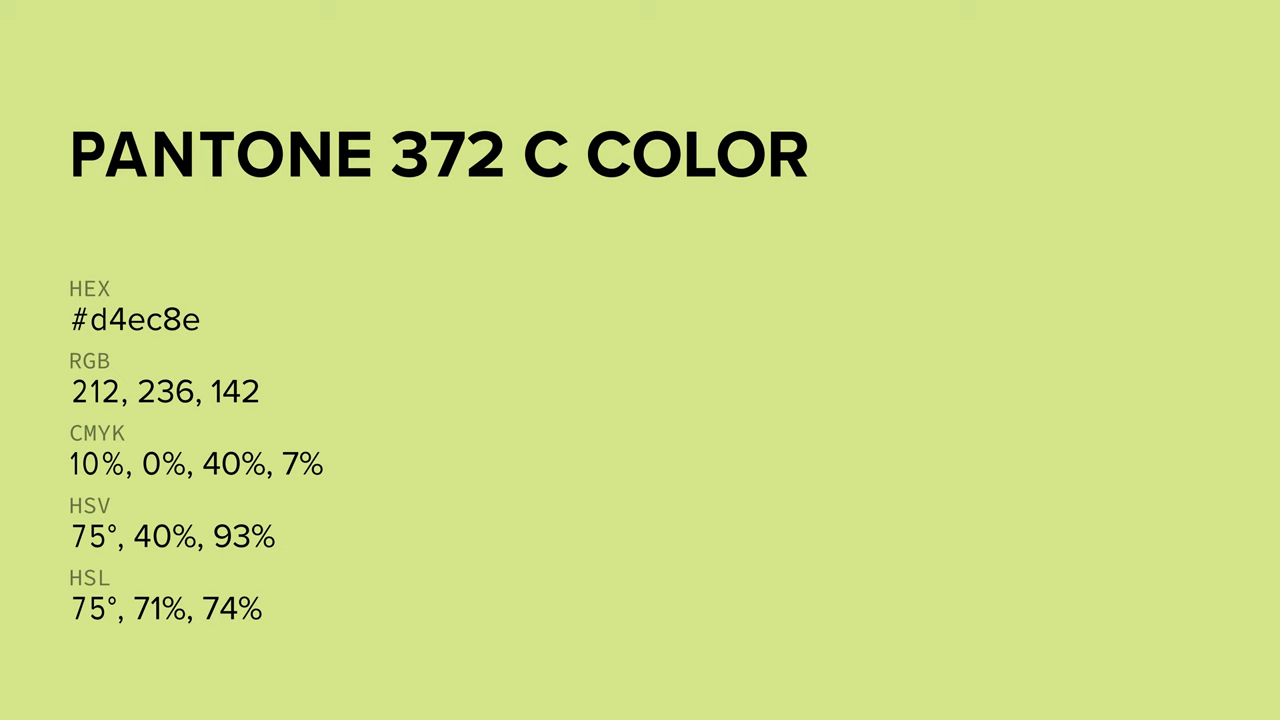 PANTONE 372 C COLOR
HEX
#d4ec8e
RGB
212, 236, 142
CMYK
10%, 0%, 40%, 7%
HSV
75°, 40%, 93%
HSL
75°, 71%, 74%